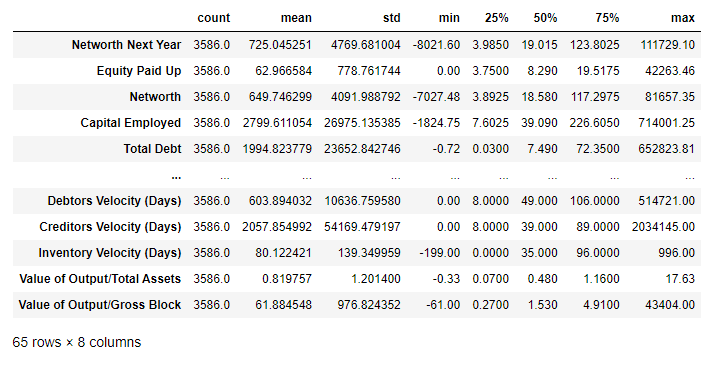 count mean std min 25% 50% 75% max
Networth Next Year 3586.0 725.045251 4769.681004 -8021.60 3.9850 19.015 123.8025 111729.10
Equity Paid Up 3586.0 62.966584 778.761744 0.00 3.7500 8.290 19.5175 42263.46
Networth 3586.0 649.746299 4091.988792 -7027.48 3.8925 18.580 117.2975 81657.35
Capital Employed 3586.0 2799.611054 26975.135385 -1824.75 7.6025 39.090 226.6050 714001.25
Total Debt 3586.0 1994.823779 23652.842746 -0.72 0.0300 7.490 72.3500 652823.81
... ... ... ... ... ... ... ... ...
Debtors Velocity (Days) 3586.0 603.894032 10636.759580 0.00 8.0000 49.000 106.0000 514721.00
Creditors Velocity (Days) 3586.0 2057.854992 54169.479197 0.00 8.0000 39.000 89.0000 2034145.00
Inventory Velocity (Days) 3586.0 80.122421 139.349959 -199.00 0.0000 35.000 96.0000 996.00
Value of Output/Total Assets 3586.0 0.819757 1.201400 -0.33 0.0700 0.480 1.1600 17.63
Value of Output/Gross Block 3586.0 61.884548 976.824352 -61.00 0.2700 1.530 4.9100 43404.00
65 rows × 8 columns